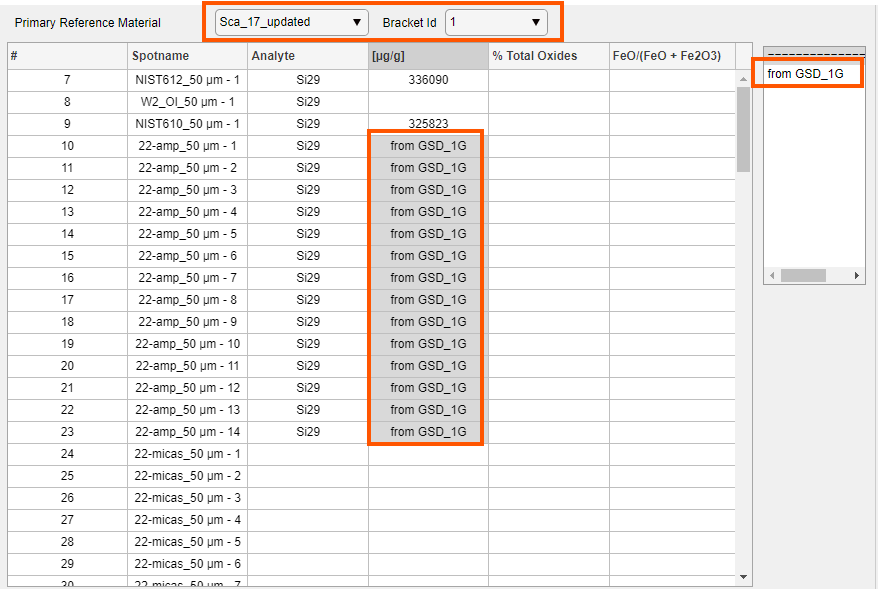 Primary Reference Material Sca_17_updated Bracket Id 1
# Spotname Analyte [µg/g] % Total Oxides FeO/(FeO + Fe2O3)
7 NIST612_50 µm - 1 Si29 336090
8 W2_Ol_50 µm - 1 Si29
9 NIST610_50 µm - 1 Si29 325823
10 22-amp_50 µm - 1 Si29 from GSD_1G
11 22-amp_50 µm - 2 Si29 from GSD_1G
12 22-amp_50 µm - 3 Si29 from GSD_1G
13 22-amp_50 µm - 4 Si29 from GSD_1G
14 22-amp_50 µm - 5 Si29 from GSD_1G
15 22-amp_50 µm - 6 Si29 from GSD_1G
16 22-amp_50 µm - 7 Si29 from GSD_1G
17 22-amp_50 µm - 8 Si29 from GSD_1G
18 22-amp_50 µm - 9 Si29 from GSD_1G
19 22-amp_50 µm - 10 Si29 from GSD_1G
20 22-amp_50 µm - 11 Si29 from GSD_1G
21 22-amp_50 µm - 12 Si29 from GSD_1G
22 22-amp_50 µm - 13 Si29 from GSD_1G
23 22-amp_50 µm - 14 Si29 from GSD_1G
24 22-micas_50 µm - 1
25 22-micas_50 µm - 2
26 22-micas_50 µm - 3
27 22-micas_50 µm - 4
28 22-micas_50 µm - 5
29 22-micas_50 µm - 6
30 22-micas_50 µm - 7
from GSD_1G